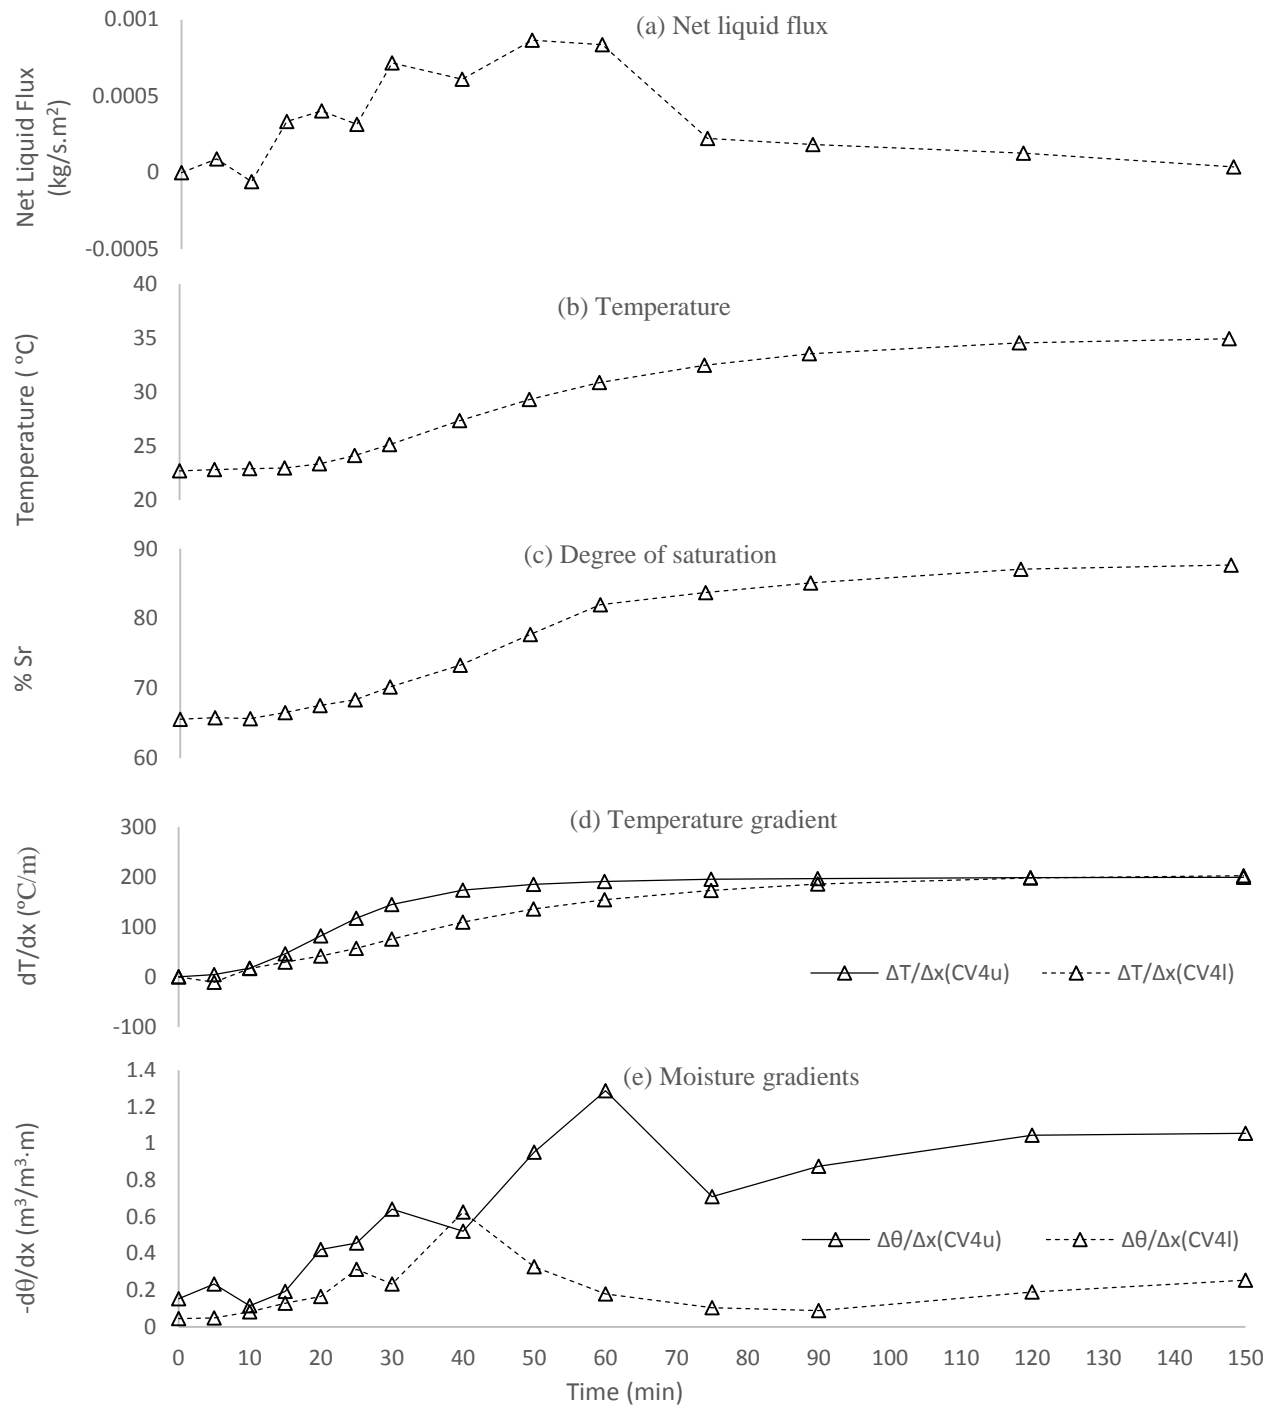 (a) Net liquid flux
Net Liquid Flux
(kg/s.m²)
0.001
0.0005
0
-0.0005
(b) Temperature
Temperature ( ºC)
40
35
30
25
20
(c) Degree of saturation
% Sr
90
80
70
60
(d) Temperature gradient
dT/dx (ºC/m)
300
200
100
0
-100
ΔT/Δx(CV4u) ΔT/Δx(CV4l)
(e) Moisture gradients
-dθ/dx (m³/m³·m)
1.4
1.2
1
0.8
0.6
0.4
0.2
0
Δθ/Δx(CV4u) Δθ/Δx(CV4l)
0 10 20 30 40 50 60 70 80 90 100 110 120 130 140 150
Time (min)